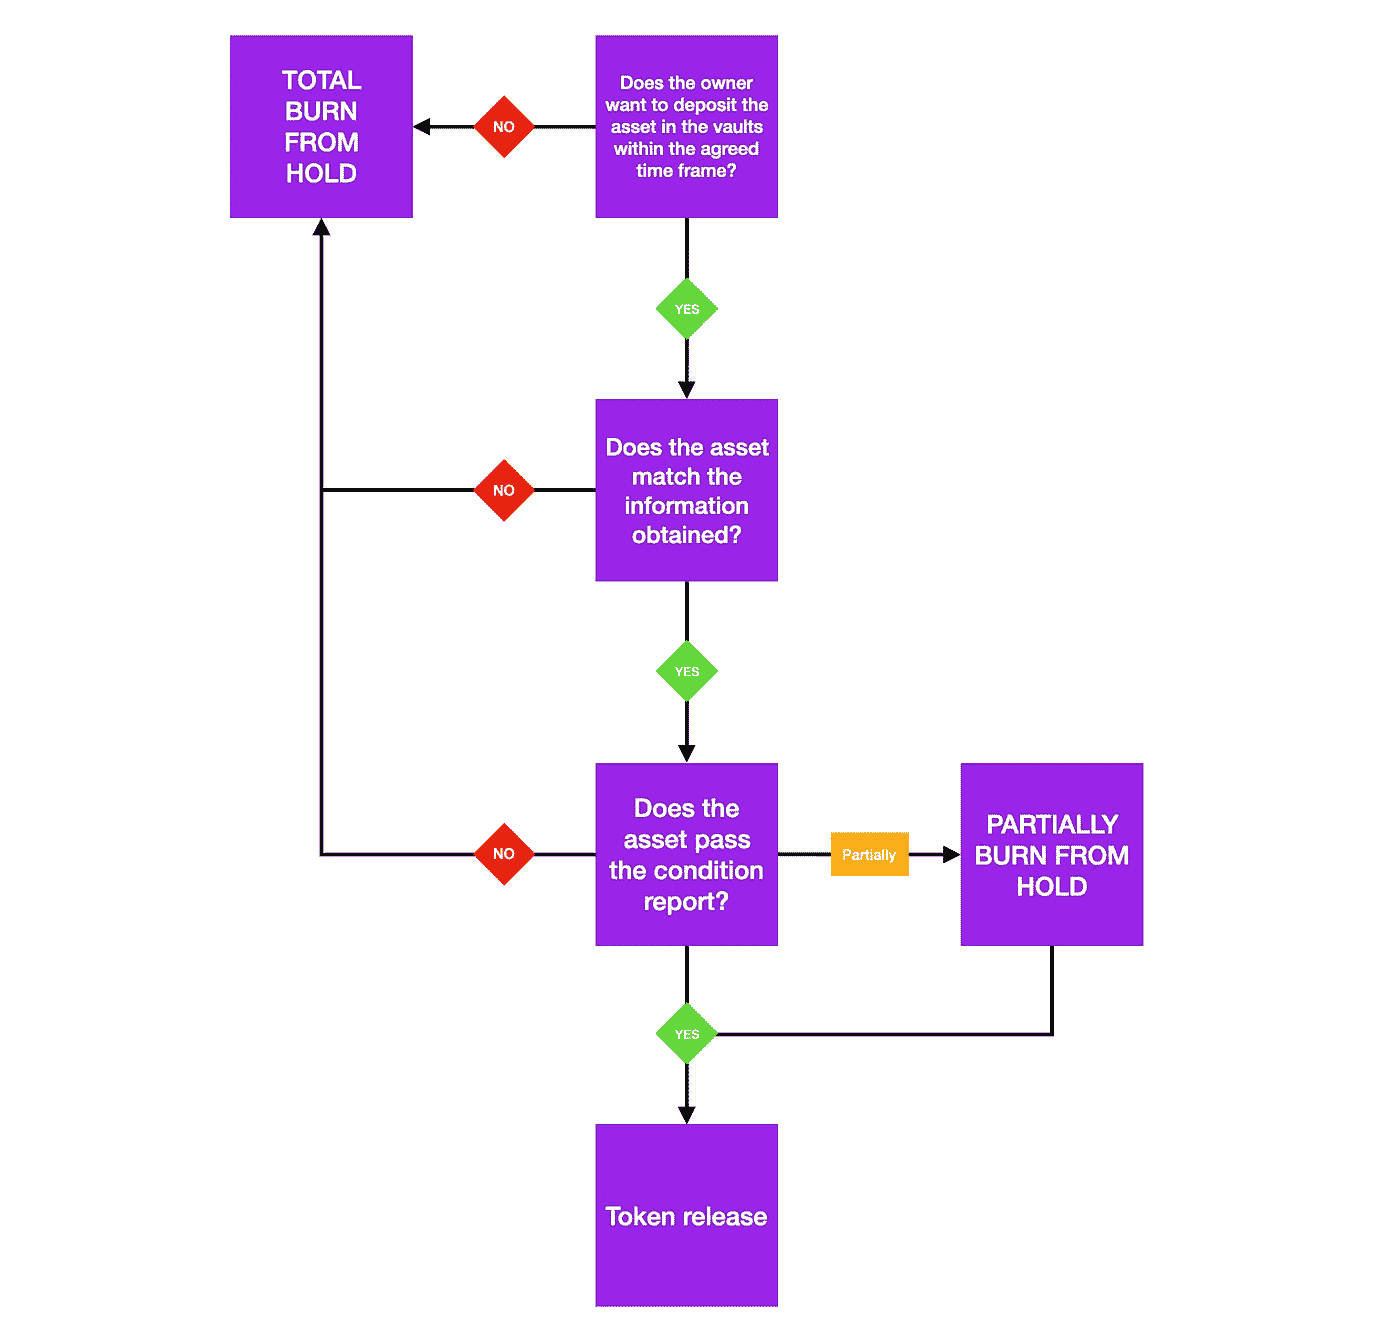 TOTAL
BURN
FROM
HOLD
NO
Does the owner
want to deposit the
asset in the vaults
within the agreed
time frame?
YES
NO
Does the asset
match the
information
obtained?
YES
NO
Does the
asset pass
the condition
report?
Partially
PARTIALLY
BURN FROM
HOLD
YES
Token release